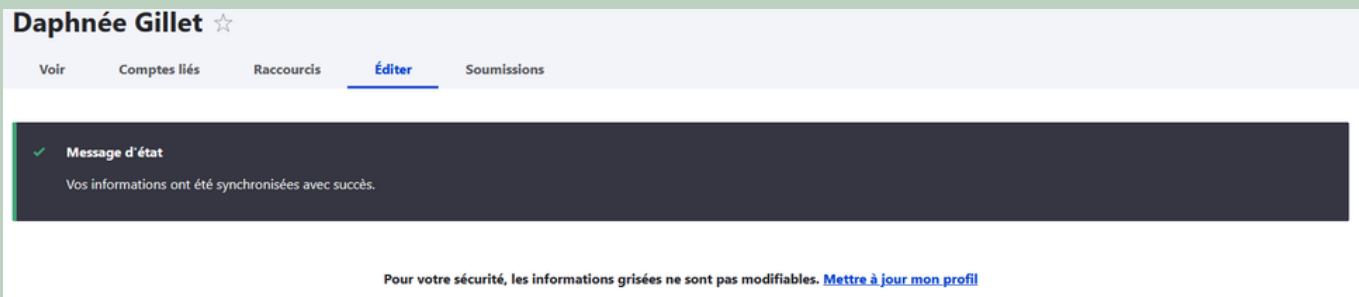 Daphnée Gillet ☆
Voir Comptes liés Raccourcis Éditer Soumissions
Message d'état
Vos informations ont été synchronisées avec succès.
Pour votre sécurité, les informations grisées ne sont pas modifiables. Mettre à jour mon profil